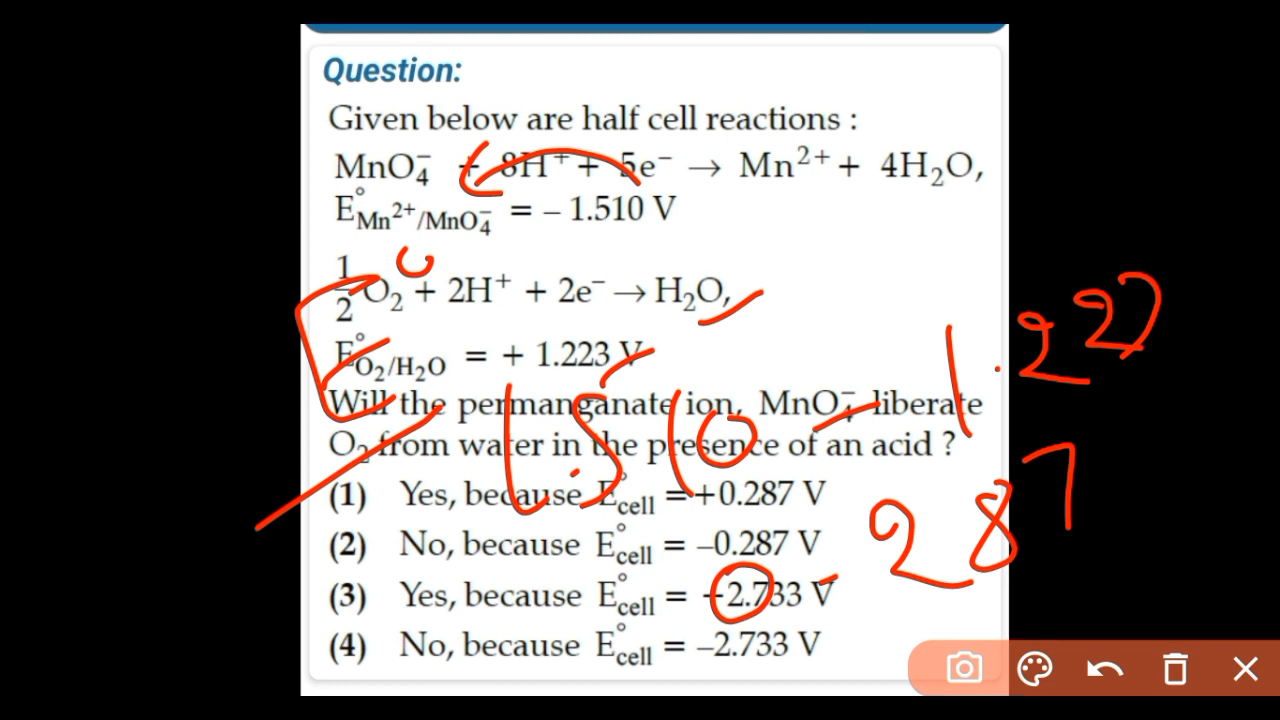 Question:
Given below are half cell reactions :
MnO₄⁻ + 8H⁺ + 5e⁻ → Mn²⁺ + 4H₂O,
E°Mn²⁺/MnO₄⁻ = – 1.510 V
1/2 O₂ + 2H⁺ + 2e⁻ → H₂O,
E°O₂/H₂O = + 1.223 V
Will the permanganate ion, MnO₄⁻ liberate
O₂ from water in the presence of an acid ?
(1) Yes, because E°cell = +0.287 V
(2) No, because E°cell = –0.287 V
(3) Yes, because E°cell = +2.733 V
(4) No, because E°cell = –2.733 V
1.510 – 1.22
0.287